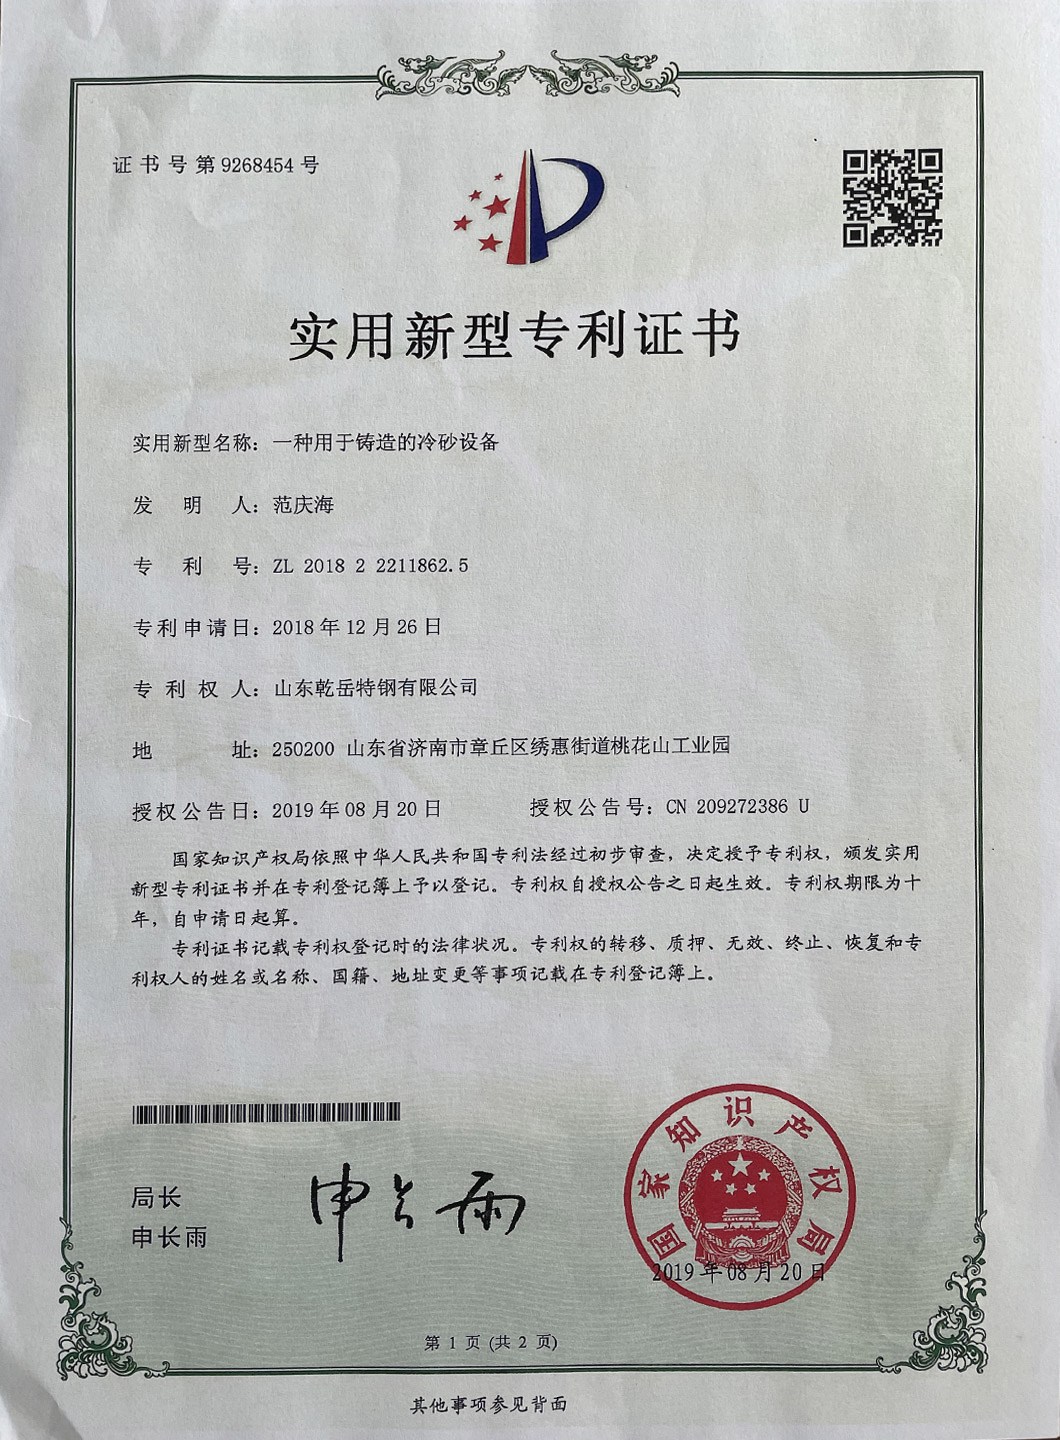 证书号第9268454号
实用新型专利证书
实用新型名称：一种用于铸造的冷砂设备
发明人：范庆海
专利号：ZL 2018 2 2211862.5
专利申请日：2018年12月26日
专利权人：山东乾岳特钢有限公司
地址：250200 山东省济南市章丘区绣惠街道桃花山工业园
授权公告日：2019年08月20日 授权公告号：CN 209272386 U
国家知识产权局依照中华人民共和国专利法经过初步审查，决定授予专利权，颁发实用
新型专利证书并在专利登记簿上予以登记。专利权自授权公告之日起生效。专利权期限为十
年，自申请日起算。
专利证书记载专利权登记时的法律状况。专利权的转移、质押、无效、终止、恢复和专
利权人的姓名或名称、国籍、地址变更等事项记载在专利登记簿上。
局长
申长雨
申长雨
国家知识产权局
2019年08月20日
第 1 页 (共 2 页)
其他事项参见背面